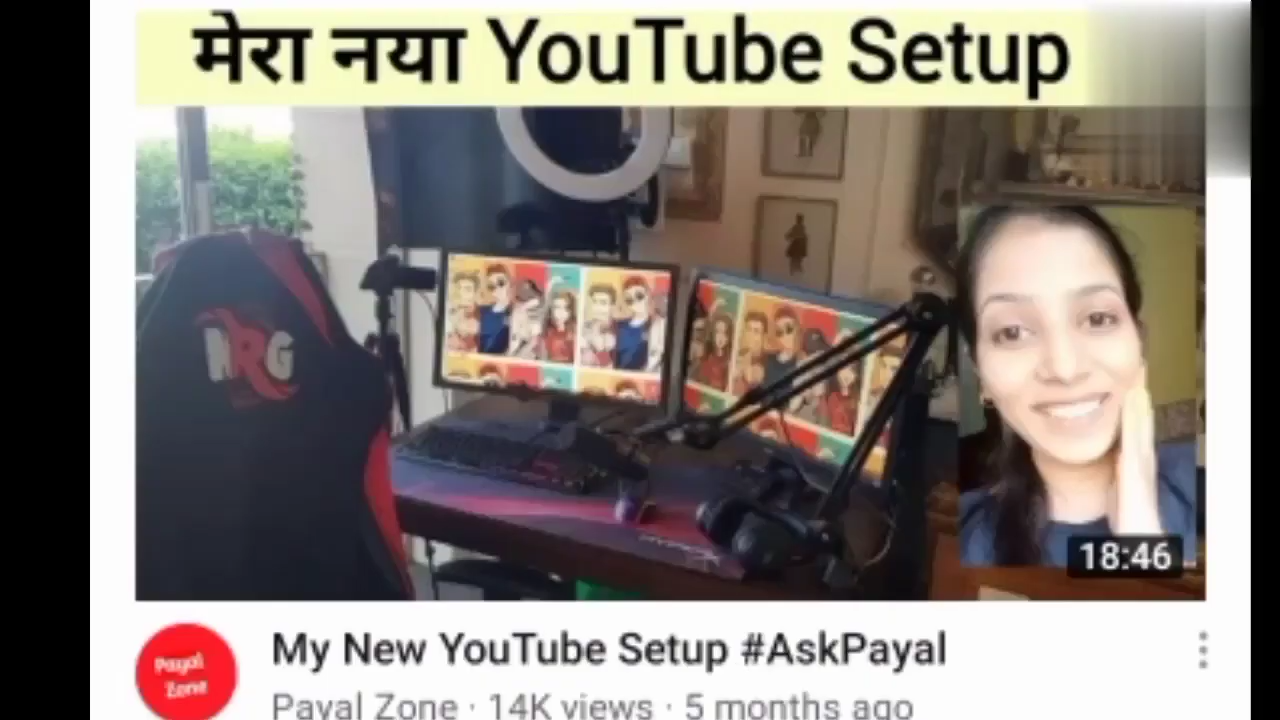 मेरा नया YouTube Setup
NRG
18:46
Payal
Zone
My New YouTube Setup #AskPayal
Payal Zone · 14K views · 5 months ago